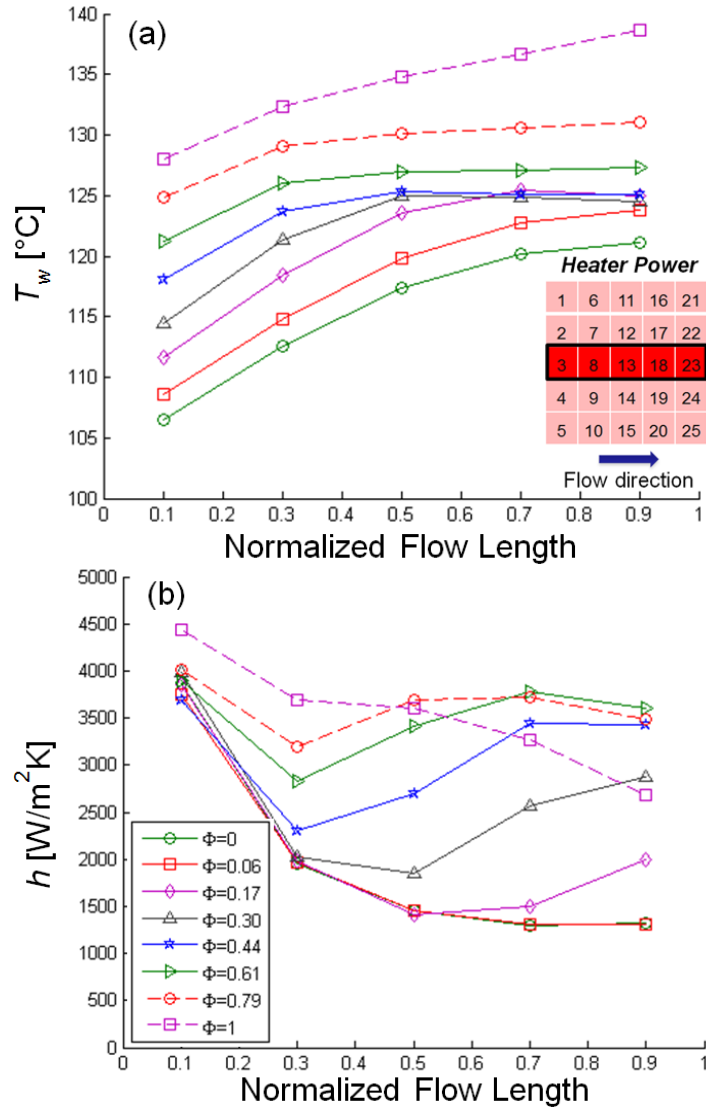 (a)
140
135
130
125
120
115
110
105
100
T_w [°C]
0 0.1 0.2 0.3 0.4 0.5 0.6 0.7 0.8 0.9 1
Normalized Flow Length
Heater Power
1 6 11 16 21
2 7 12 17 22
3 8 13 18 23
4 9 14 19 24
5 10 15 20 25
Flow direction
(b)
5000
4500
4000
3500
3000
2500
2000
1500
1000
500
0
h [W/m²K]
Φ=0
Φ=0.06
Φ=0.17
Φ=0.30
Φ=0.44
Φ=0.61
Φ=0.79
Φ=1
0 0.1 0.2 0.3 0.4 0.5 0.6 0.7 0.8 0.9 1
Normalized Flow Length